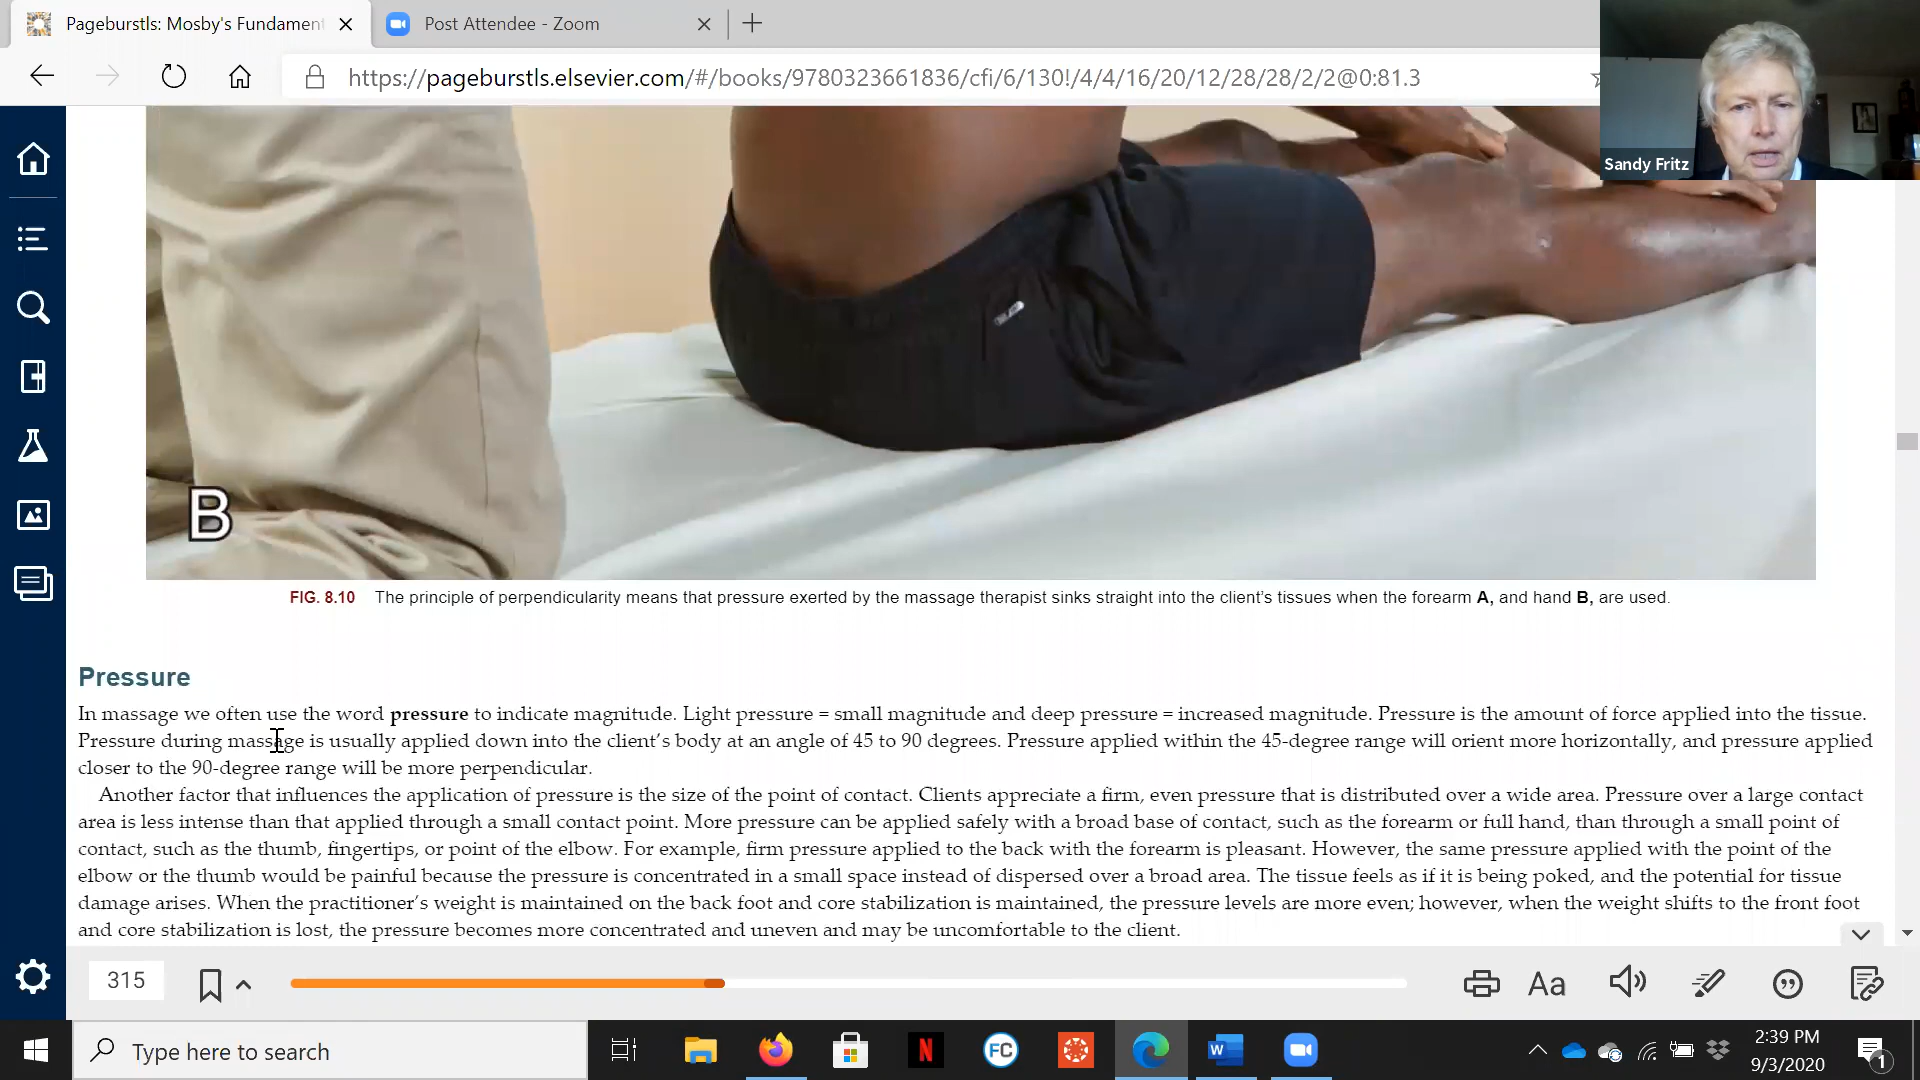 Pageburstls: Mosby's Fundament
Post Attendee - Zoom
https://pageburstls.elsevier.com/#/books/9780323661836/cfi/6/130!/4/4/16/20/12/28/28/2/2@0:81.3
Sandy Fritz
B
FIG. 8.10 The principle of perpendicularity means that pressure exerted by the massage therapist sinks straight into the client's tissues when the forearm A, and hand B, are used.
Pressure
In massage we often use the word pressure to indicate magnitude. Light pressure = small magnitude and deep pressure = increased magnitude. Pressure is the amount of force applied into the tissue.
Pressure during massage is usually applied down into the client's body at an angle of 45 to 90 degrees. Pressure applied within the 45-degree range will orient more horizontally, and pressure applied
closer to the 90-degree range will be more perpendicular.
Another factor that influences the application of pressure is the size of the point of contact. Clients appreciate a firm, even pressure that is distributed over a wide area. Pressure over a large contact
area is less intense than that applied through a small contact point. More pressure can be applied safely with a broad base of contact, such as the forearm or full hand, than through a small point of
contact, such as the thumb, fingertips, or point of the elbow. For example, firm pressure applied to the back with the forearm is pleasant. However, the same pressure applied with the point of the
elbow or the thumb would be painful because the pressure is concentrated in a small space instead of dispersed over a broad area. The tissue feels as if it is being poked, and the potential for tissue
damage arises. When the practitioner's weight is maintained on the back foot and core stabilization is maintained, the pressure levels are more even; however, when the weight shifts to the front foot
and core stabilization is lost, the pressure becomes more concentrated and uneven and may be uncomfortable to the client.
315
Aa
Type here to search
N
FC
W
2:39 PM
9/3/2020
1